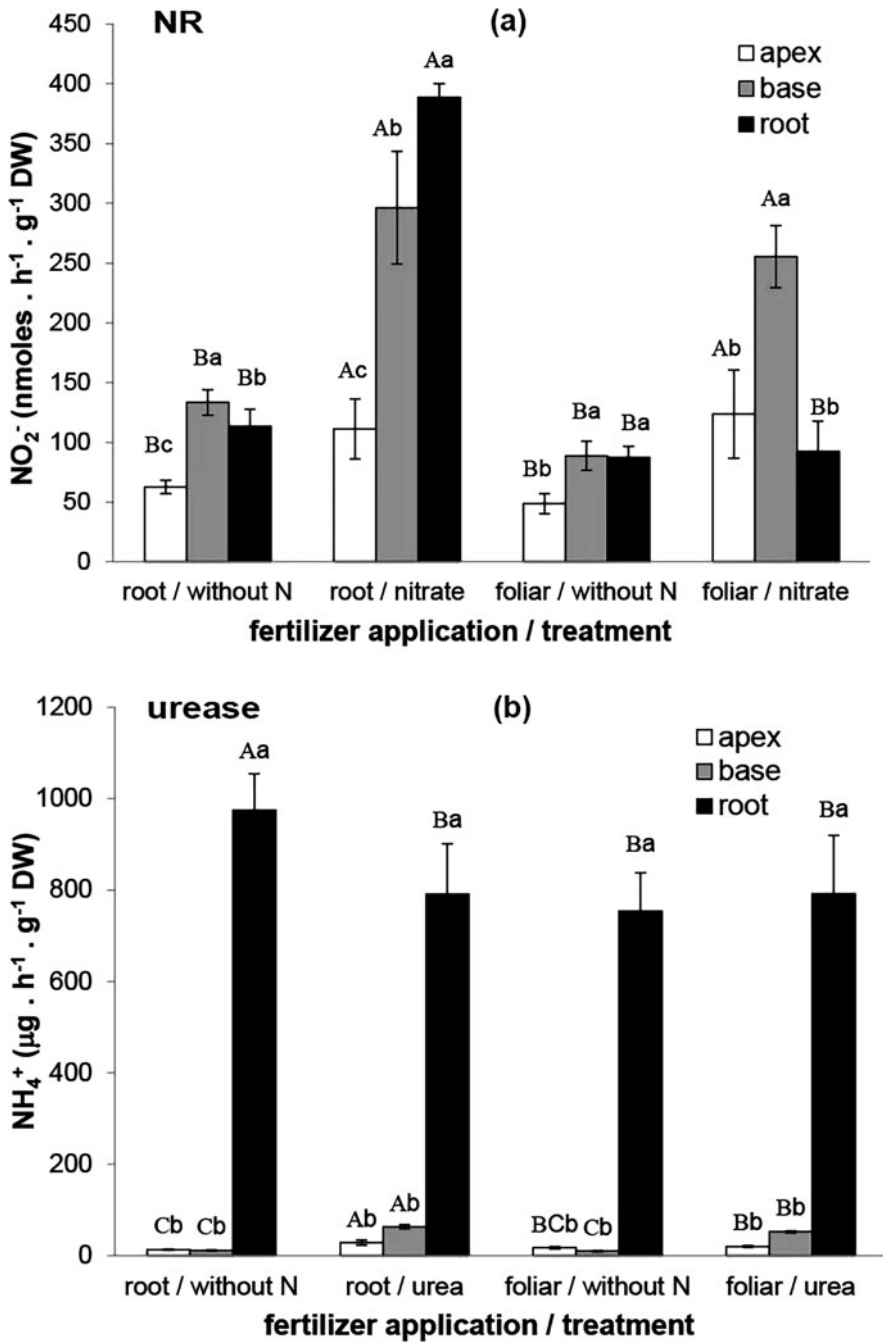 NR (a)
450
400
350
300
250
200
150
100
50
0
NO₂⁻ (nmoles . h⁻¹ . g⁻¹ DW)
apex
base
root
Bc Ba Bb
Ac Ab Aa
Bb Ba Ba
Ab Aa Bb
root / without N root / nitrate foliar / without N foliar / nitrate
fertilizer application / treatment
urease (b)
1200
1000
800
600
400
200
0
NH₄⁺ (µg . h⁻¹ . g⁻¹ DW)
apex
base
root
Cb Cb Aa
Ab Ab Ba
BCb Cb Ba
Bb Bb Ba
root / without N root / urea foliar / without N foliar / urea
fertilizer application / treatment